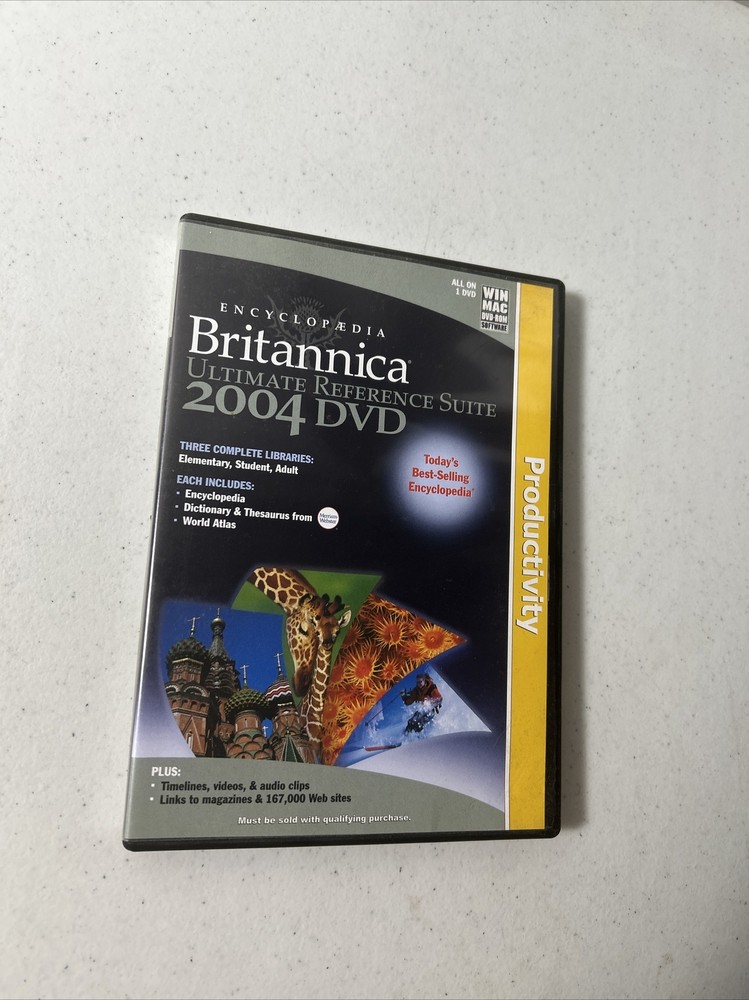 ALL ON
1 DVD
WIN
MAC
DVD-ROM
SOFTWARE
ENCYCLOPÆDIA
Britannica®
ULTIMATE REFERENCE SUITE
2004 DVD
THREE COMPLETE LIBRARIES:
Elementary, Student, Adult
EACH INCLUDES:
• Encyclopedia
• Dictionary & Thesaurus from Merriam-Webster
• World Atlas
Today's
Best-Selling
Encyclopedia*
Productivity
PLUS:
• Timelines, videos, & audio clips
• Links to magazines & 167,000 Web sites
Must be sold with qualifying purchase.